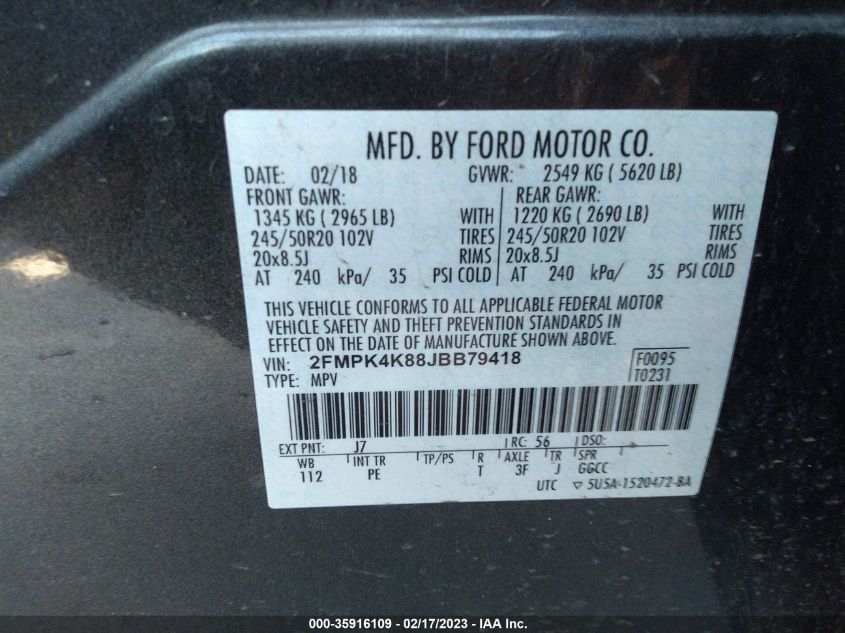 MFD. BY FORD MOTOR CO.
DATE: 02/18 GVWR: 2549 KG ( 5620 LB)
FRONT GAWR: REAR GAWR:
1345 KG ( 2965 LB) WITH 1220 KG ( 2690 LB) WITH
245/50R20 102V TIRES 245/50R20 102V TIRES
20x8.5J RIMS 20x8.5J RIMS
AT 240 kPa/ 35 PSI COLD AT 240 kPa/ 35 PSI COLD
THIS VEHICLE CONFORMS TO ALL APPLICABLE FEDERAL MOTOR
VEHICLE SAFETY AND THEFT PREVENTION STANDARDS IN
EFFECT ON THE DATE OF MANUFACTURE SHOWN ABOVE.
VIN: 2FMPK4K88JBB79418 F0095
TYPE: MPV T0231
EXT PNT: J7 RC: 56 DSO:
WB INT TR TP/PS R AXLE TR SPR
112 PE T 3F J GGCC
UTC ▽ 5U5A-1520472-BA
000-35916109 - 02/17/2023 - IAA Inc.